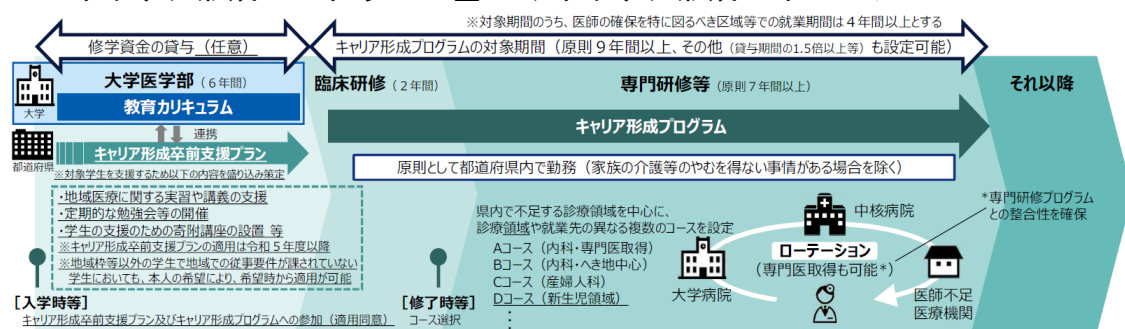 ※対象期間のうち、医師の確保を特に図るべき区域等での就業期間は４年間以上とする
修学資金の貸与（任意）
キャリア形成プログラムの対象期間（原則９年間以上、その他（貸与期間の1.5倍以上等）も設定可能）
大学医学部（６年間）
臨床研修（２年間）
専門研修等（原則７年間以上）
それ以降
大学
教育カリキュラム
連携
キャリア形成プログラム
都道府県
キャリア形成卒前支援プラン
※対象学生を支援するため以下の内容を盛り込み策定
原則として都道府県内で勤務（家族の介護等のやむを得ない事情がある場合を除く）
・地域医療に関する実習や講義の支援
・定期的な勉強会等の開催
・学生の支援のための寄附講座の設置 等
※キャリア形成卒前支援プランの適用は令和５年度以降
※地域枠等以外の学生で地域での従事要件が課されていない
学生においても、本人の希望により、希望時から適用が可能
県内で不足する診療領域を中心に、
診療領域や就業先の異なる複数のコースを設定
Aコース（内科・専門医取得）
Bコース（内科・へき地中心）
Cコース（産婦人科）
Dコース（新生児領域）
：
中核病院
*専門研修プログラム
との整合性を確保
ローテーション
（専門医取得も可能*）
大学病院
医師不足
医療機関
［入学時等］
キャリア形成卒前支援プラン及びキャリア形成プログラムへの参加（適用同意）
［修了時等］
コース選択